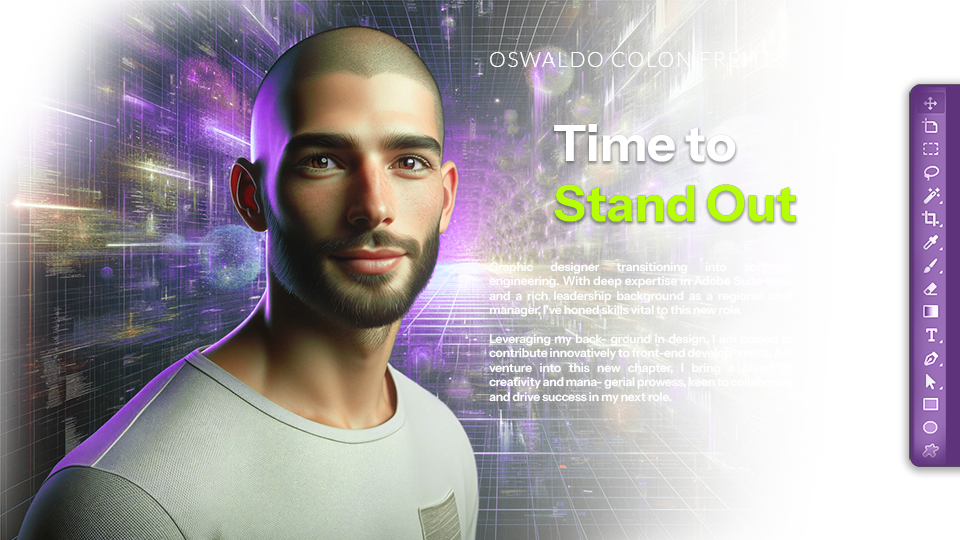 OSWALDO COLON FRE
Time to
Stand Out
Graphic designer transitioning into
engineering. With deep expertise in Adobe Suite
and a rich leadership background as a regional
manager, I've honed skills vital to this new role.
Leveraging my back- ground in design, I am
contribute innovatively to front-end
venture into this new chapter, I bring
creativity and mana- gerial prowess, keen to
and drive success in my next role.
T